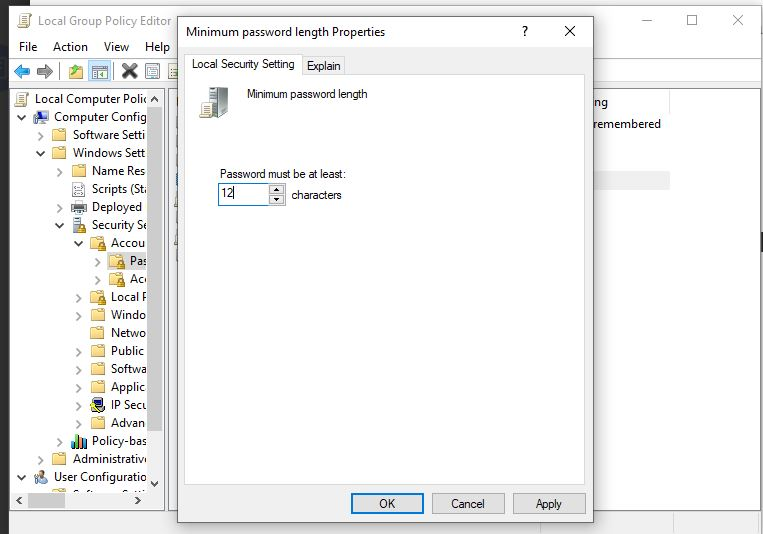 Local Group Policy Editor
File Action View Help
Minimum password length Properties
?
Local Security Setting
Explain
Minimum password length
Password must be at least:
12
characters
OK
Cancel
Apply
Local Computer Polic
Computer Config
Software Setti
Windows Sett
Name Res
Scripts (Sta
Deployed
Security Se
Accou
Pas
Acc
Local P
Windo
Netwo
Public
Softwa
Applic
IP Secu
Advan
Policy-bas
Administrative
User Configuratio
ng
remembered